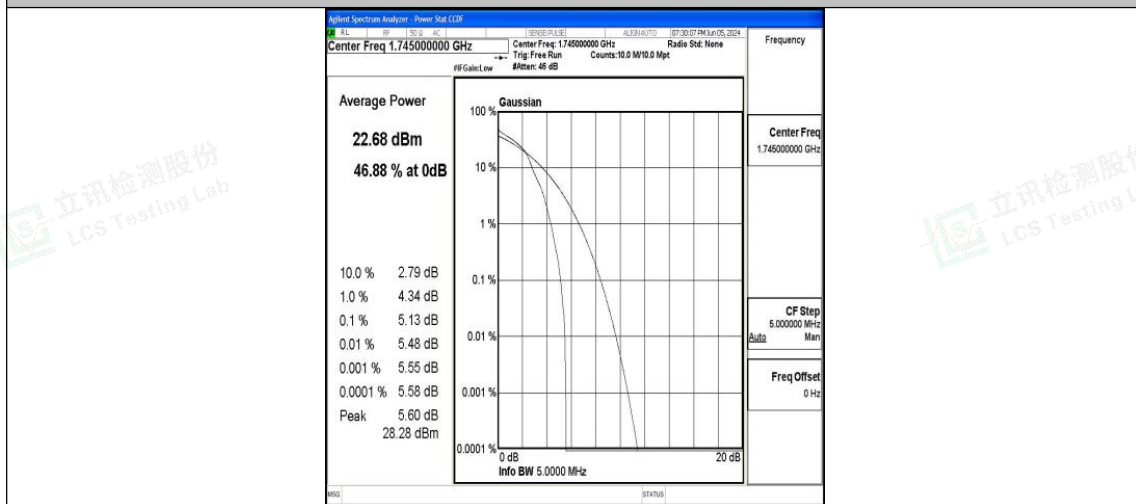 Agilent Spectrum Analyzer - Power Stat CCDF
RL RF 50 Ω AC SENSE:PULSE ALIGNAUTO 07:30:07 PM Jun 05, 2024
Center Freq 1.745000000 GHz
Center Freq: 1.745000000 GHz
Radio Std: None
Trig: Free Run
Counts:10.0 M/10.0 Mpt
#IFGain:Low
#Atten: 46 dB
Frequency
Average Power
22.68 dBm
46.88 % at 0dB
10.0 % 2.79 dB
1.0 % 4.34 dB
0.1 % 5.13 dB
0.01 % 5.48 dB
0.001 % 5.55 dB
0.0001 % 5.58 dB
Peak 5.60 dB
28.28 dBm
Gaussian
100 %
10 %
1 %
0.1 %
0.01 %
0.001 %
0.0001 %
0 dB
20 dB
Info BW 5.0000 MHz
Center Freq
1.745000000 GHz
CF Step
5.000000 MHz
Auto Man
Freq Offset
0 Hz
MSG
STATUS
立讯检测股份
LCS Testing Lab
立讯检测股份
LCS Testing L